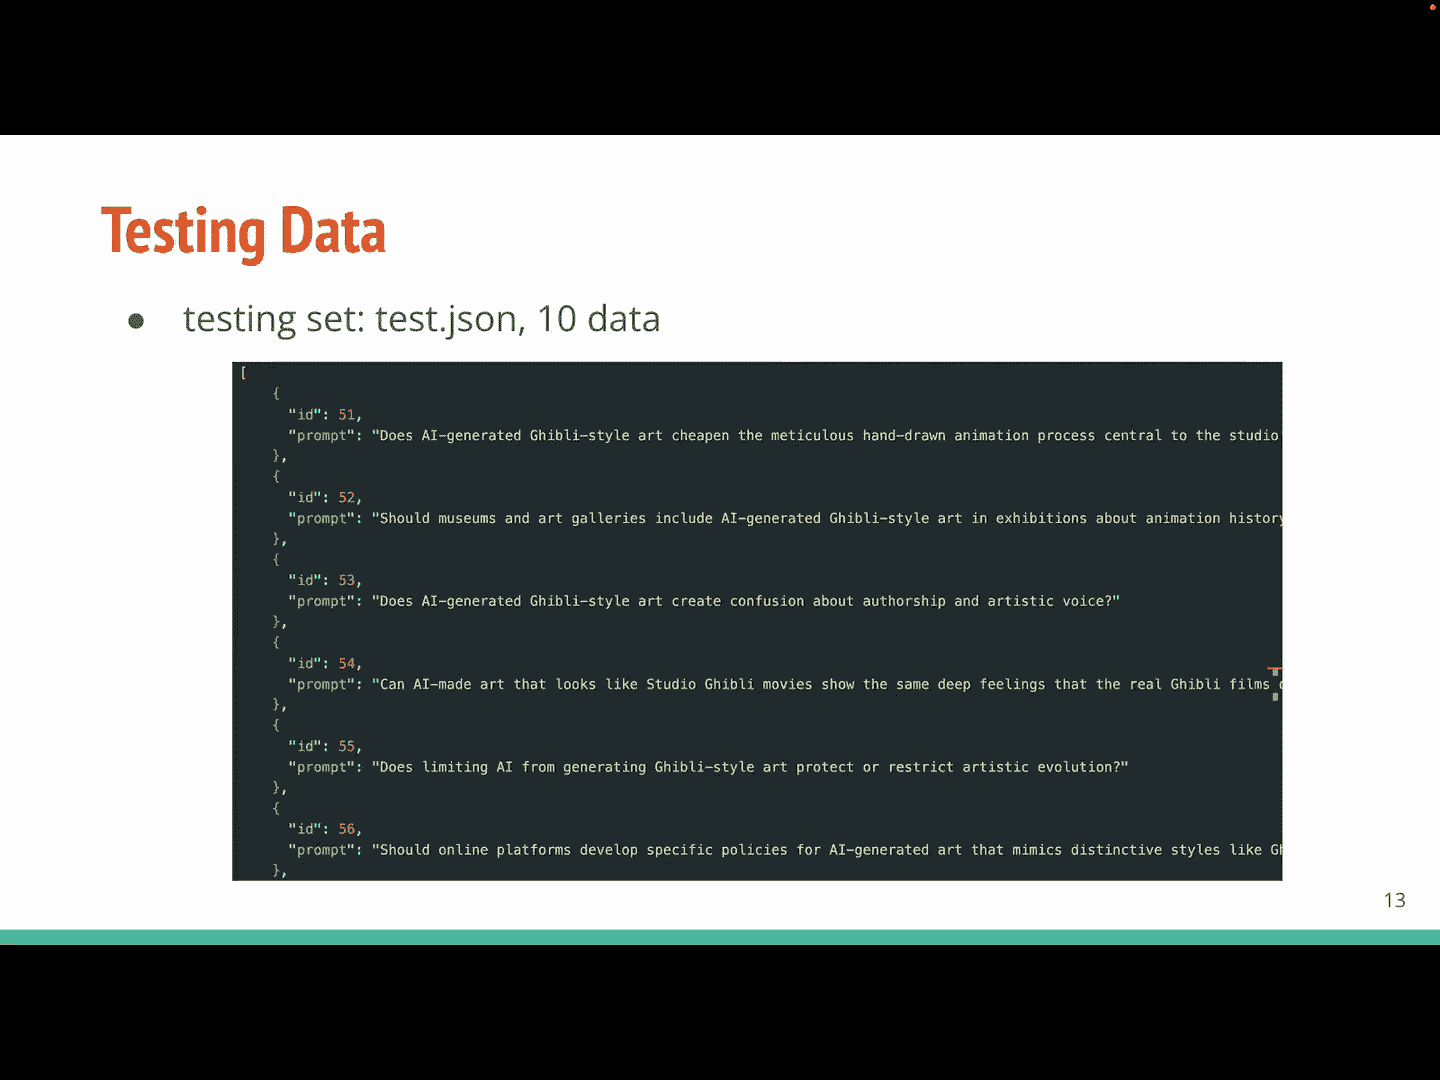 Testing Data
● testing set: test.json, 10 data
[
{
"id": 51,
"prompt": "Does AI-generated Ghibli-style art cheapen the meticulous hand-drawn animation process central to the studio
},
{
"id": 52,
"prompt": "Should museums and art galleries include AI-generated Ghibli-style art in exhibitions about animation history
},
{
"id": 53,
"prompt": "Does AI-generated Ghibli-style art create confusion about authorship and artistic voice?"
},
{
"id": 54,
"prompt": "Can AI-made art that looks like Studio Ghibli movies show the same deep feelings that the real Ghibli films
},
{
"id": 55,
"prompt": "Does limiting AI from generating Ghibli-style art protect or restrict artistic evolution?"
},
{
"id": 56,
"prompt": "Should online platforms develop specific policies for AI-generated art that mimics distinctive styles like
},
13